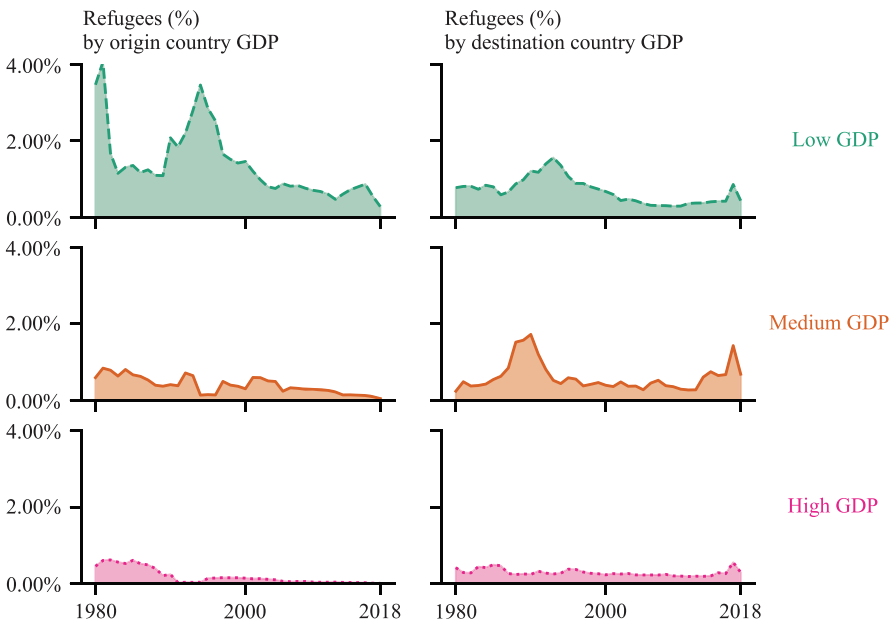 Refugees (%)
by origin country GDP
Refugees (%)
by destination country GDP
4.00%
2.00%
0.00%
Low GDP
4.00%
2.00%
0.00%
Medium GDP
4.00%
2.00%
0.00%
High GDP
1980
2000
2018
1980
2000
2018